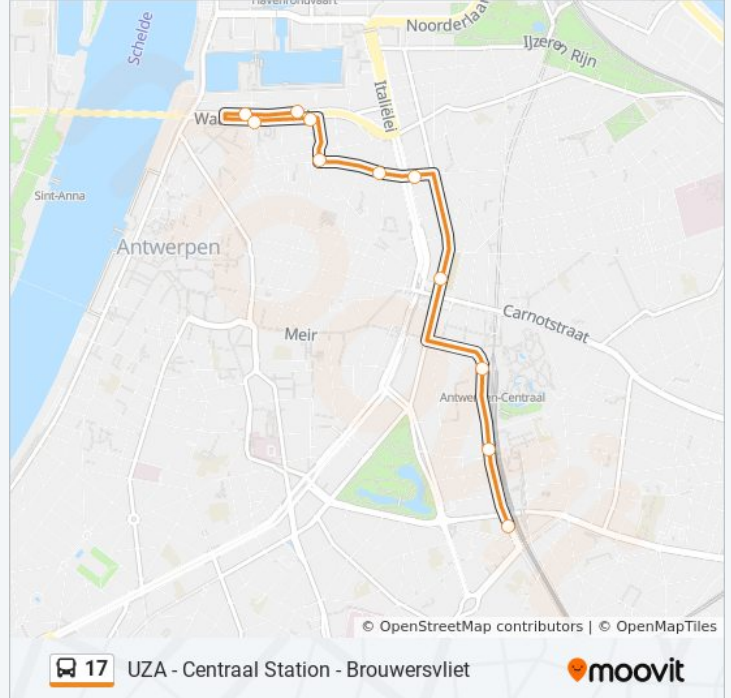 Havenrondvaart
Noorderlaan
Schelde
IJzeren Rijn
Italiëlei
Wa
Sint-Anna
Antwerpen
Carnotstraat
Meir
Antwerpen-Centraal
© OpenStreetMap contributors | © OpenMapTiles
17 UZA - Centraal Station - Brouwersvliet
moovit